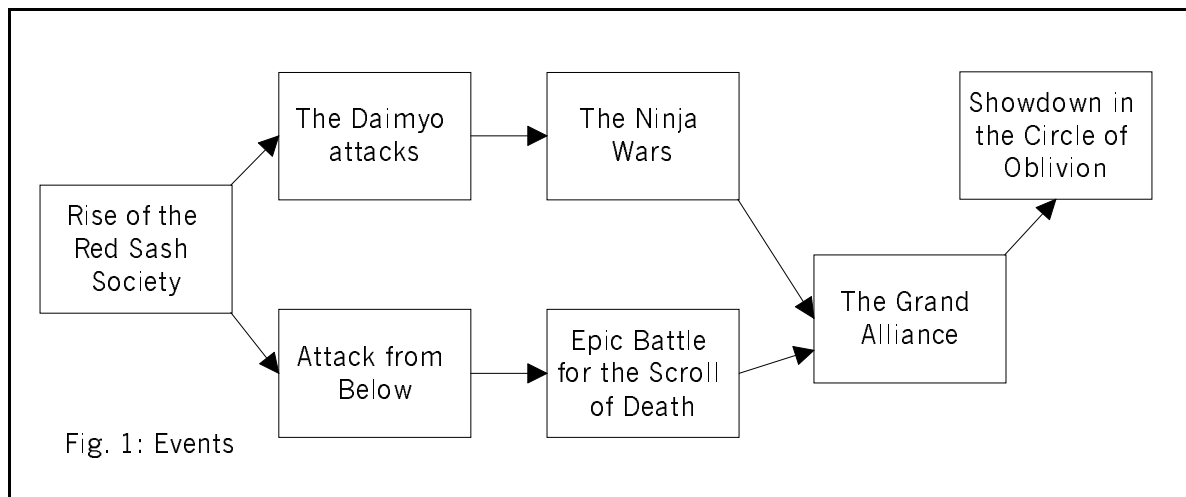 Rise of the
Red Sash
Society
The Daimyo
attacks
The Ninja
Wars
Attack from
Below
Epic Battle
for the Scroll
of Death
The Grand
Alliance
Showdown in
the Circle of
Oblivion
Fig. 1: Events